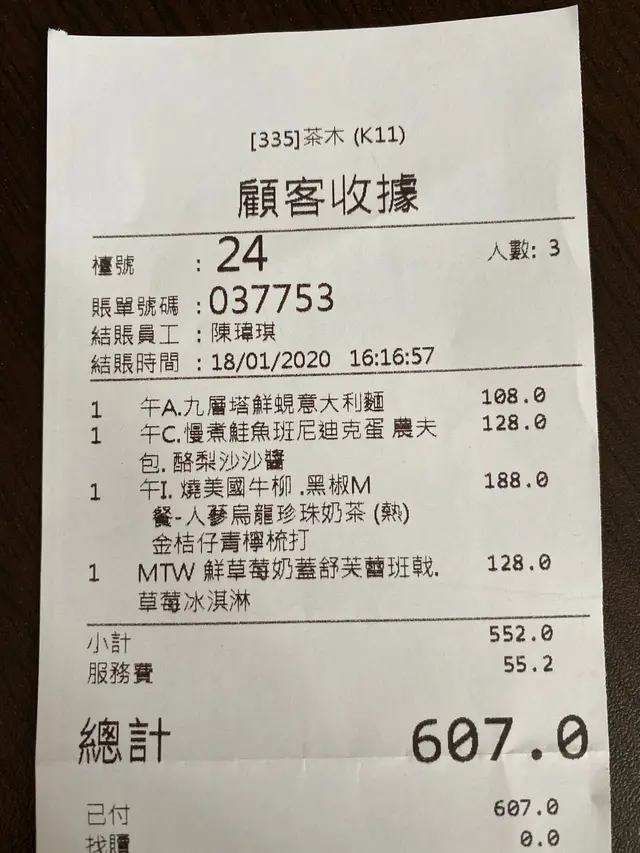 [335]茶木 (K11)
顧客收據
檯號 : 24 人數: 3
賬單號碼 : 037753
結賬員工 : 陳瑋琪
結賬時間 : 18/01/2020 16:16:57
1 午A.九層塔鮮蜆意大利麵 108.0
1 午C.慢煮鮭魚班尼迪克蛋 農夫 128.0
包. 酪梨沙沙醬
1 午I. 燒美國牛柳 .黑椒M 188.0
餐-人蔘烏龍珍珠奶茶 (熱)
金桔仔青檸梳打
1 MTW 鮮草莓奶蓋舒芙蕾班戟. 128.0
草莓冰淇淋
小計 552.0
服務費 55.2
總計 607.0
已付 607.0
找贖 0.0